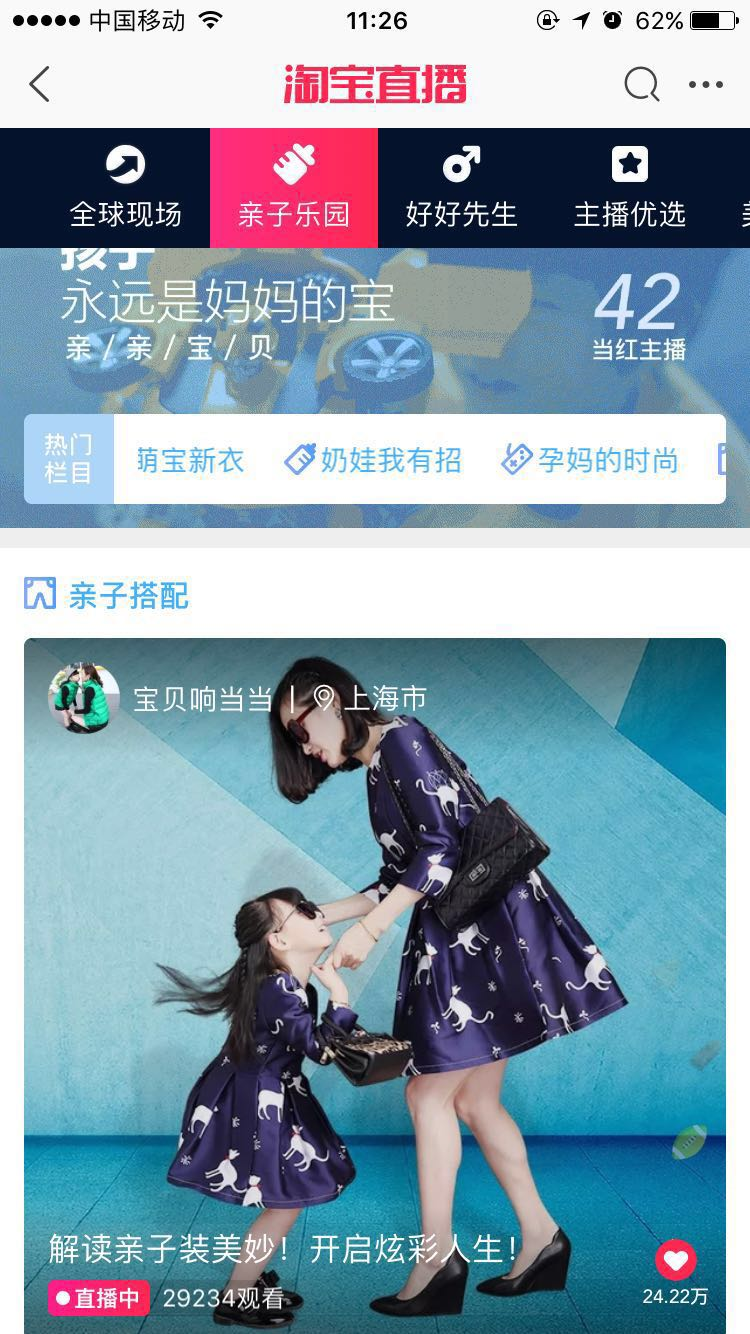 中国移动
11:26
62%
淘宝直播
全球现场
亲子乐园
好好先生
主播优选
孩子
永远是妈妈的宝
亲/亲/宝/贝
42
当红主播
热门
栏目
萌宝新衣
奶娃我有招
孕妈的时尚
亲子搭配
宝贝响当当 | 上海市
解读亲子装美妙！开启炫彩人生！
直播中
29234观看
24.22万